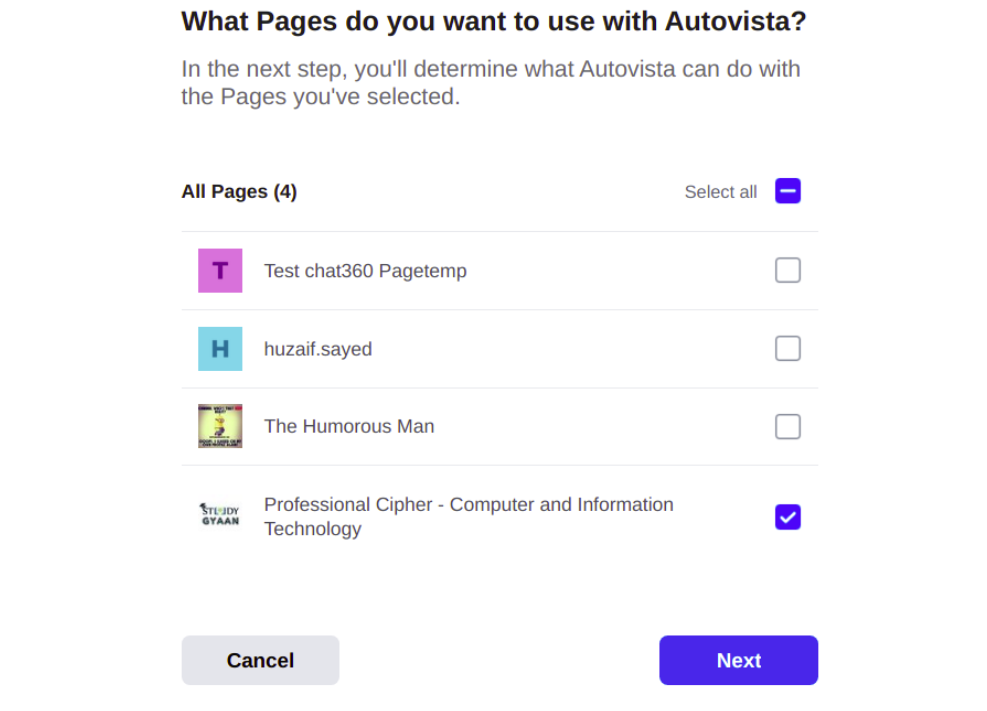 What Pages do you want to use with Autovista?
In the next step, you'll determine what Autovista can do with
the Pages you've selected.
All Pages (4)
Select all
T
Test chat360 Pagetemp
H
huzaif.sayed
The Humorous Man
STUDY
GYAAN
Professional Cipher - Computer and Information
Technology
Cancel
Next